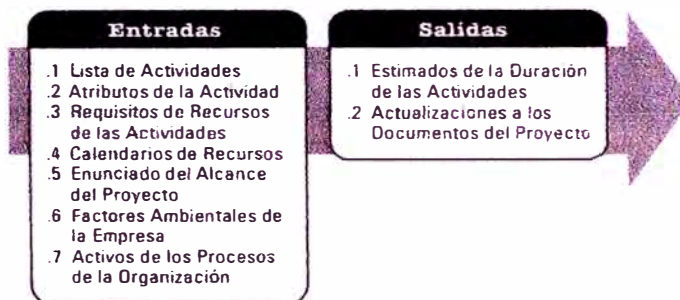 Entradas
.1 Lista de Actividades
.2 Atributos de la Actividad
.3 Requisitos de Recursos
de las Actividades
.4 Calendarios de Recursos
.5 Enunciado del Alcance
del Proyecto
.6 Factores Ambientales de
la Empresa
.7 Activos de los Procesos
de la Organización
Salidas
.1 Estimados de la Duración
de las Actividades
.2 Actualizaciones a los
Documentos del Proyecto